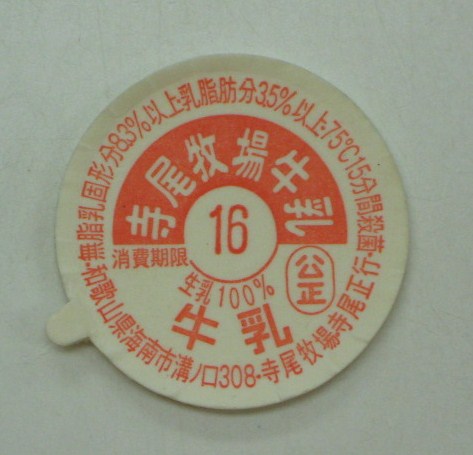 無脂乳固形分8.3%以上・乳脂肪分3.5%以上・75℃15分間殺菌・
寺尾牧場牛乳
16
消費期限
公正
生乳100%
牛乳
和歌山県海南市溝ノ口308・寺尾牧場寺尾正行・